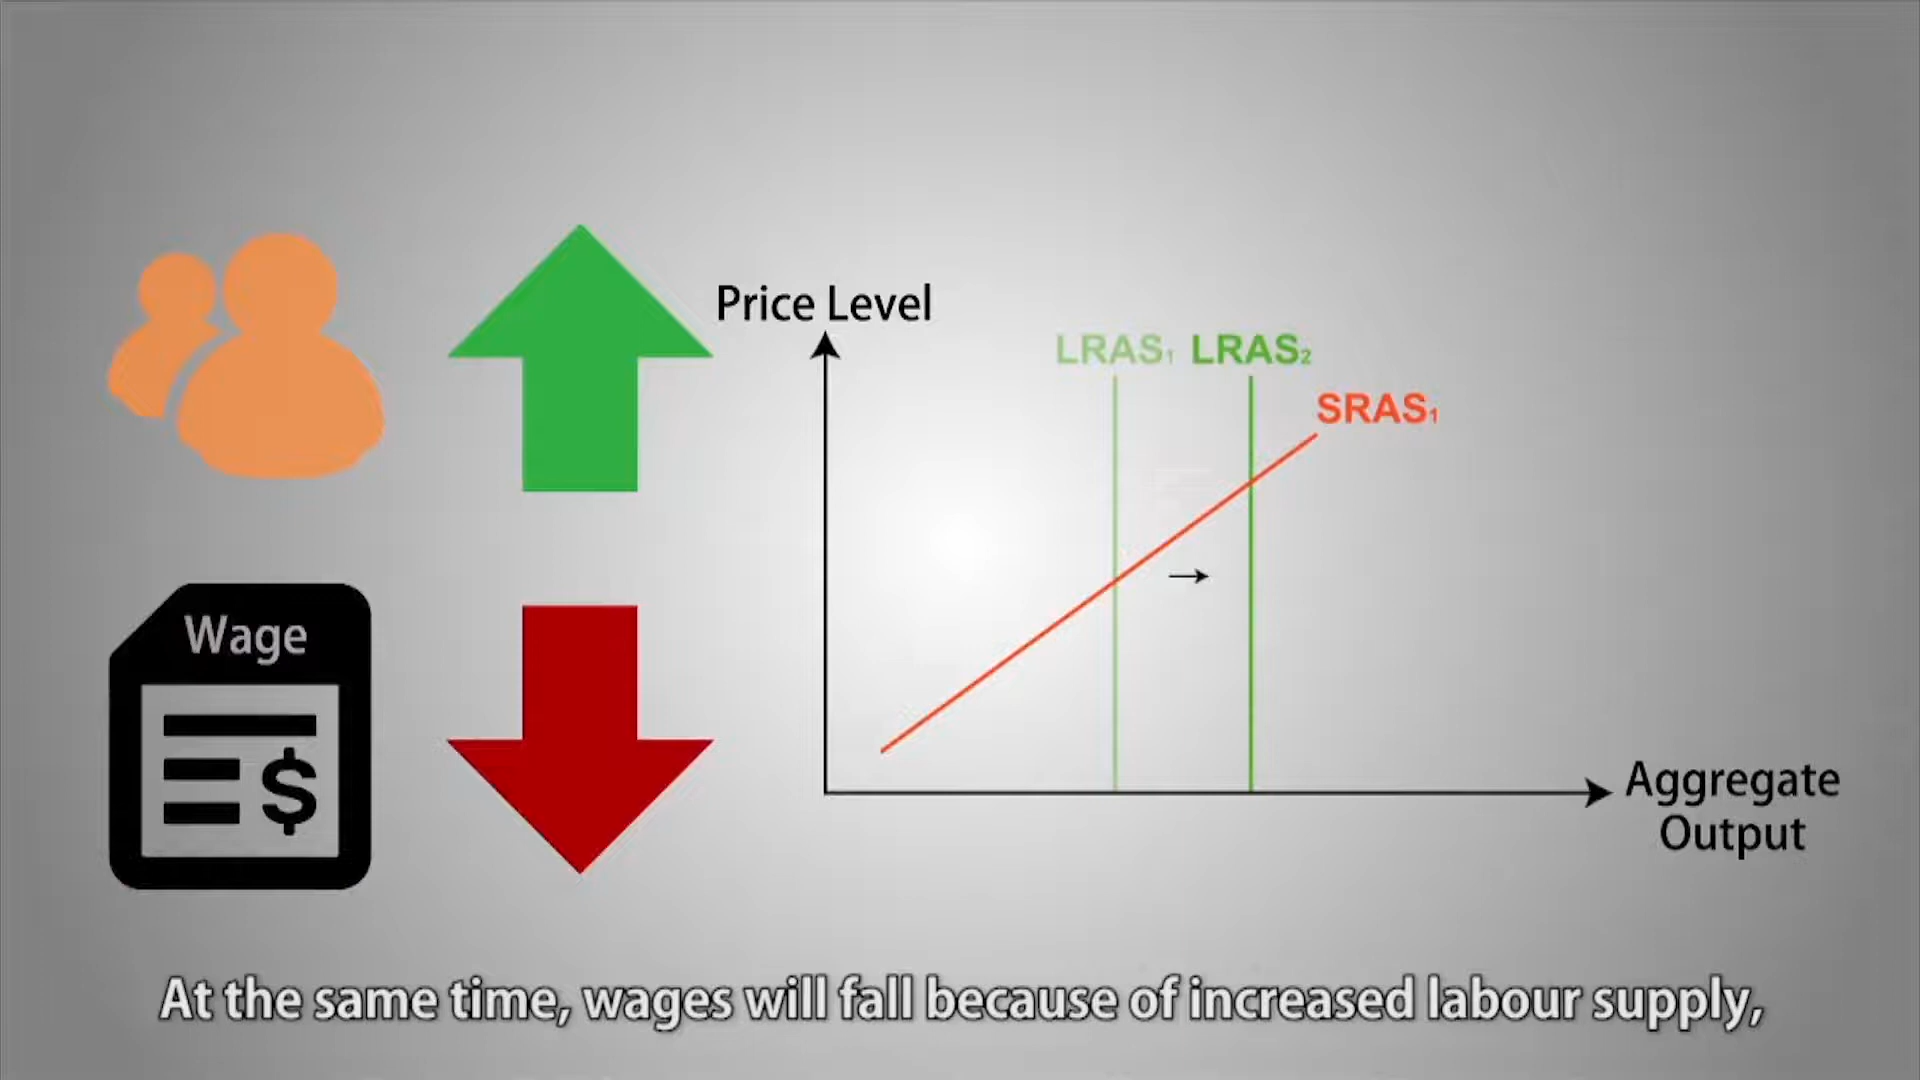 Price Level
LRAS₁ LRAS₂
SRAS₁
Wage
$
Aggregate
Output
At the same time, wages will fall because of increased labour supply,